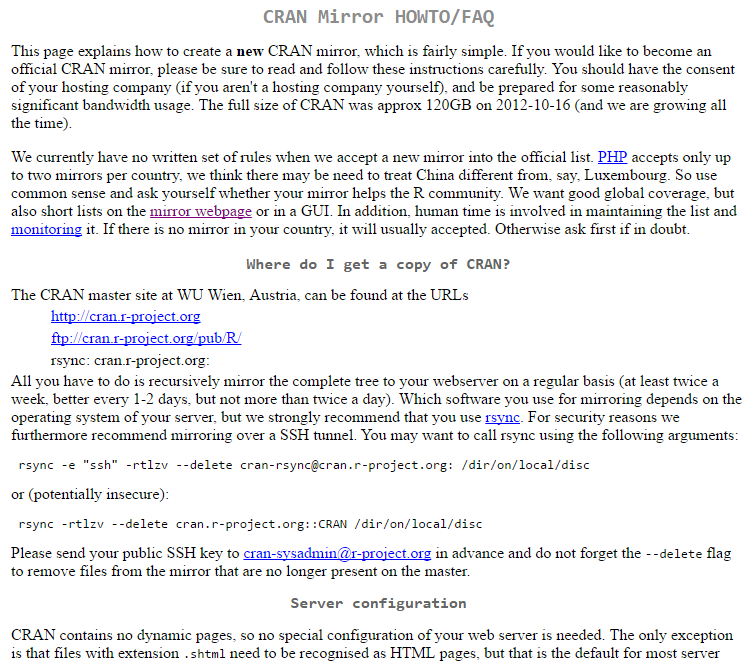 CRAN Mirror HOWTO/FAQ
This page explains how to create a new CRAN mirror, which is fairly simple. If you would like to become an
official CRAN mirror, please be sure to read and follow these instructions carefully. You should have the consent
of your hosting company (if you aren't a hosting company yourself), and be prepared for some reasonably
significant bandwidth usage. The full size of CRAN was approx 120GB on 2012-10-16 (and we are growing all
the time).
We currently have no written set of rules when we accept a new mirror into the official list. PHP accepts only up
to two mirrors per country, we think there may be need to treat China different from, say, Luxembourg. So use
common sense and ask yourself whether your mirror helps the R community. We want good global coverage, but
also short lists on the mirror webpage or in a GUI. In addition, human time is involved in maintaining the list and
monitoring it. If there is no mirror in your country, it will usually accepted. Otherwise ask first if in doubt.
Where do I get a copy of CRAN?
The CRAN master site at WU Wien, Austria, can be found at the URLs
http://cran.r-project.org
ftp://cran.r-project.org/pub/R/
rsync: cran.r-project.org:
All you have to do is recursively mirror the complete tree to your webserver on a regular basis (at least twice a
week, better every 1-2 days, but not more than twice a day). Which software you use for mirroring depends on the
operating system of your server, but we strongly recommend that you use rsync. For security reasons we
furthermore recommend mirroring over a SSH tunnel. You may want to call rsync using the following arguments:
rsync -e "ssh" -rtlzv --delete cran-rsync@cran.r-project.org: /dir/on/local/disc
or (potentially insecure):
rsync -rtlzv --delete cran.r-project.org::CRAN /dir/on/local/disc
Please send your public SSH key to cran-sysadmin@r-project.org in advance and do not forget the --delete flag
to remove files from the mirror that are no longer present on the master.
Server configuration
CRAN contains no dynamic pages, so no special configuration of your web server is needed. The only exception
is that files with extension .shtml need to be recognised as HTML pages, but that is the default for most server